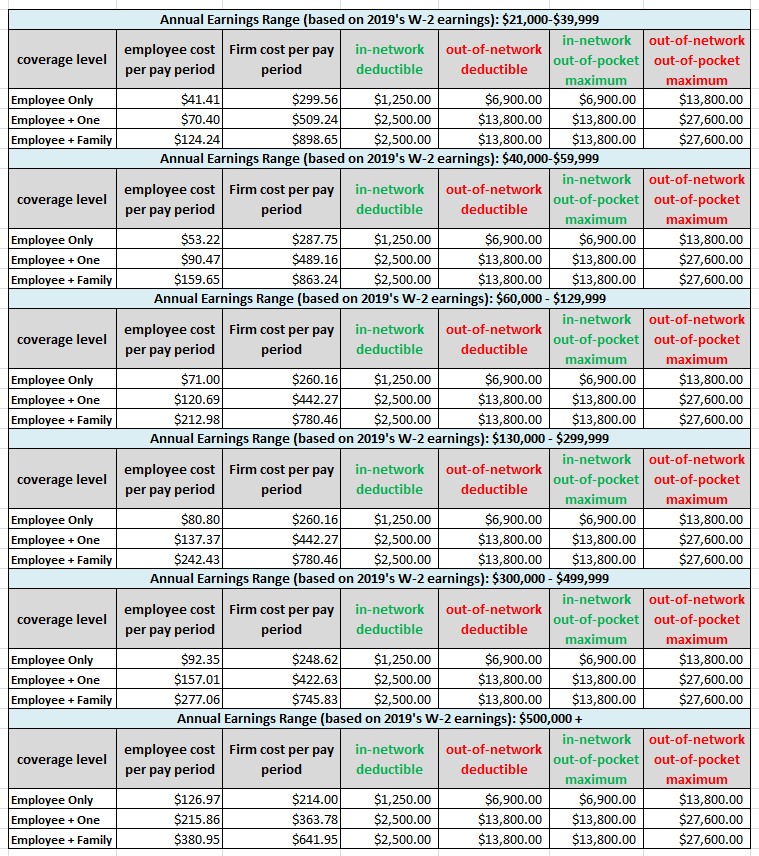 Annual Earnings Range (based on 2019's W-2 earnings): $21,000-$39,999
coverage level employee cost per pay period Firm cost per pay period in-network deductible out-of-network deductible in-network out-of-pocket maximum out-of-network out-of-pocket maximum
Employee Only $41.41 $299.56 $1,250.00 $6,900.00 $6,900.00 $13,800.00
Employee + One $70.40 $509.24 $2,500.00 $13,800.00 $13,800.00 $27,600.00
Employee + Family $124.24 $898.65 $2,500.00 $13,800.00 $13,800.00 $27,600.00
Annual Earnings Range (based on 2019's W-2 earnings): $40,000-$59,999
coverage level employee cost per pay period Firm cost per pay period in-network deductible out-of-network deductible in-network out-of-pocket maximum out-of-network out-of-pocket maximum
Employee Only $53.22 $287.75 $1,250.00 $6,900.00 $6,900.00 $13,800.00
Employee + One $90.47 $489.16 $2,500.00 $13,800.00 $13,800.00 $27,600.00
Employee + Family $159.65 $863.24 $2,500.00 $13,800.00 $13,800.00 $27,600.00
Annual Earnings Range (based on 2019's W-2 earnings): $60,000 - $129,999
coverage level employee cost per pay period Firm cost per pay period in-network deductible out-of-network deductible in-network out-of-pocket maximum out-of-network out-of-pocket maximum
Employee Only $71.00 $260.16 $1,250.00 $6,900.00 $6,900.00 $13,800.00
Employee + One $120.69 $442.27 $2,500.00 $13,800.00 $13,800.00 $27,600.00
Employee + Family $212.98 $780.46 $2,500.00 $13,800.00 $13,800.00 $27,600.00
Annual Earnings Range (based on 2019's W-2 earnings): $130,000 - $299,999
coverage level employee cost per pay period Firm cost per pay period in-network deductible out-of-network deductible in-network out-of-pocket maximum out-of-network out-of-pocket maximum
Employee Only $80.80 $260.16 $1,250.00 $6,900.00 $6,900.00 $13,800.00
Employee + One $137.37 $442.27 $2,500.00 $13,800.00 $13,800.00 $27,600.00
Employee + Family $242.43 $780.46 $2,500.00 $13,800.00 $13,800.00 $27,600.00
Annual Earnings Range (based on 2019's W-2 earnings): $300,000 - $499,999
coverage level employee cost per pay period Firm cost per pay period in-network deductible out-of-network deductible in-network out-of-pocket maximum out-of-network out-of-pocket maximum
Employee Only $92.35 $248.62 $1,250.00 $6,900.00 $6,900.00 $13,800.00
Employee + One $157.01 $422.63 $2,500.00 $13,800.00 $13,800.00 $27,600.00
Employee + Family $277.06 $745.83 $2,500.00 $13,800.00 $13,800.00 $27,600.00
Annual Earnings Range (based on 2019's W-2 earnings): $500,000 +
coverage level employee cost per pay period Firm cost per pay period in-network deductible out-of-network deductible in-network out-of-pocket maximum out-of-network out-of-pocket maximum
Employee Only $126.97 $214.00 $1,250.00 $6,900.00 $6,900.00 $13,800.00
Employee + One $215.86 $363.78 $2,500.00 $13,800.00 $13,800.00 $27,600.00
Employee + Family $380.95 $641.95 $2,500.00 $13,800.00 $13,800.00 $27,600.00